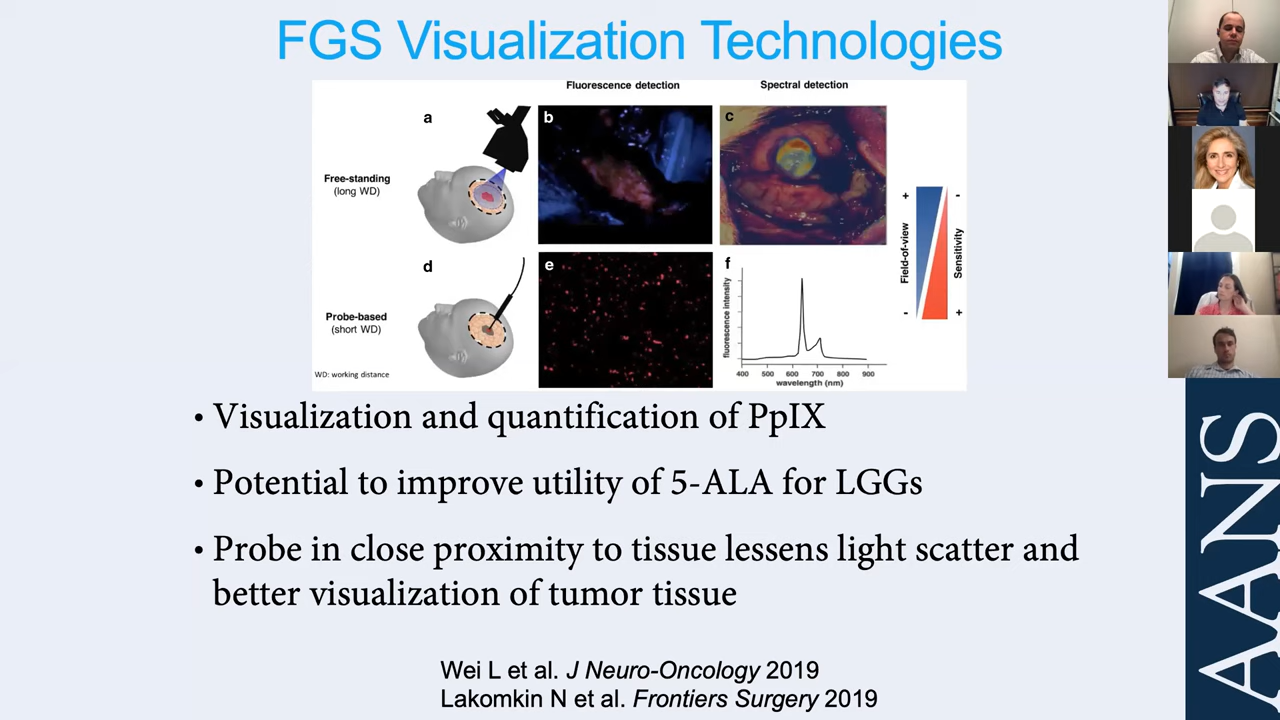 FGS Visualization Technologies
Fluorescence detection
Spectral detection
a
b
c
Free-standing
(long WD)
d
e
f
Probe-based
(short WD)
WD: working distance
fluorescence intensity
400 500 600 700 800 900
wavelength (nm)
+
-
Field-of-view
Sensitivity
-
+
• Visualization and quantification of PpIX
• Potential to improve utility of 5-ALA for LGGs
• Probe in close proximity to tissue lessens light scatter and
better visualization of tumor tissue
Wei L et al. J Neuro-Oncology 2019
Lakomkin N et al. Frontiers Surgery 2019
AANS